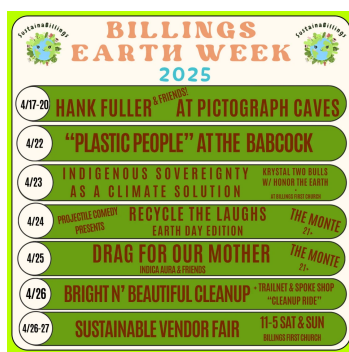 SustainaBillings
SustainaBillings
BILLINGS
EARTH WEEK
2025
4/17-20
HANK FULLER & FRIENDS! AT PICTOGRAPH CAVES
4/22
“PLASTIC PEOPLE” AT THE BABCOCK
4/23
INDIGENOUS SOVEREIGNTY
AS A CLIMATE SOLUTION
KRYSTAL TWO BULLS
W/ HONOR THE EARTH
-
AT BILLINGS FIRST CHURCH
4/24
PROJECTILE COMEDY
PRESENTS
RECYCLE THE LAUGHS
EARTH DAY EDITION
THE MONTE
21+
4/25
DRAG FOR OUR MOTHER
INDICA AURA & FRIENDS
THE MONTE
21+
4/26
BRIGHT N’ BEAUTIFUL CLEANUP
+ TRAILNET & SPOKE SHOP
“CLEANUP RIDE”
4/26-27
SUSTAINABLE VENDOR FAIR
11-5 SAT & SUN
BILLINGS FIRST CHURCH